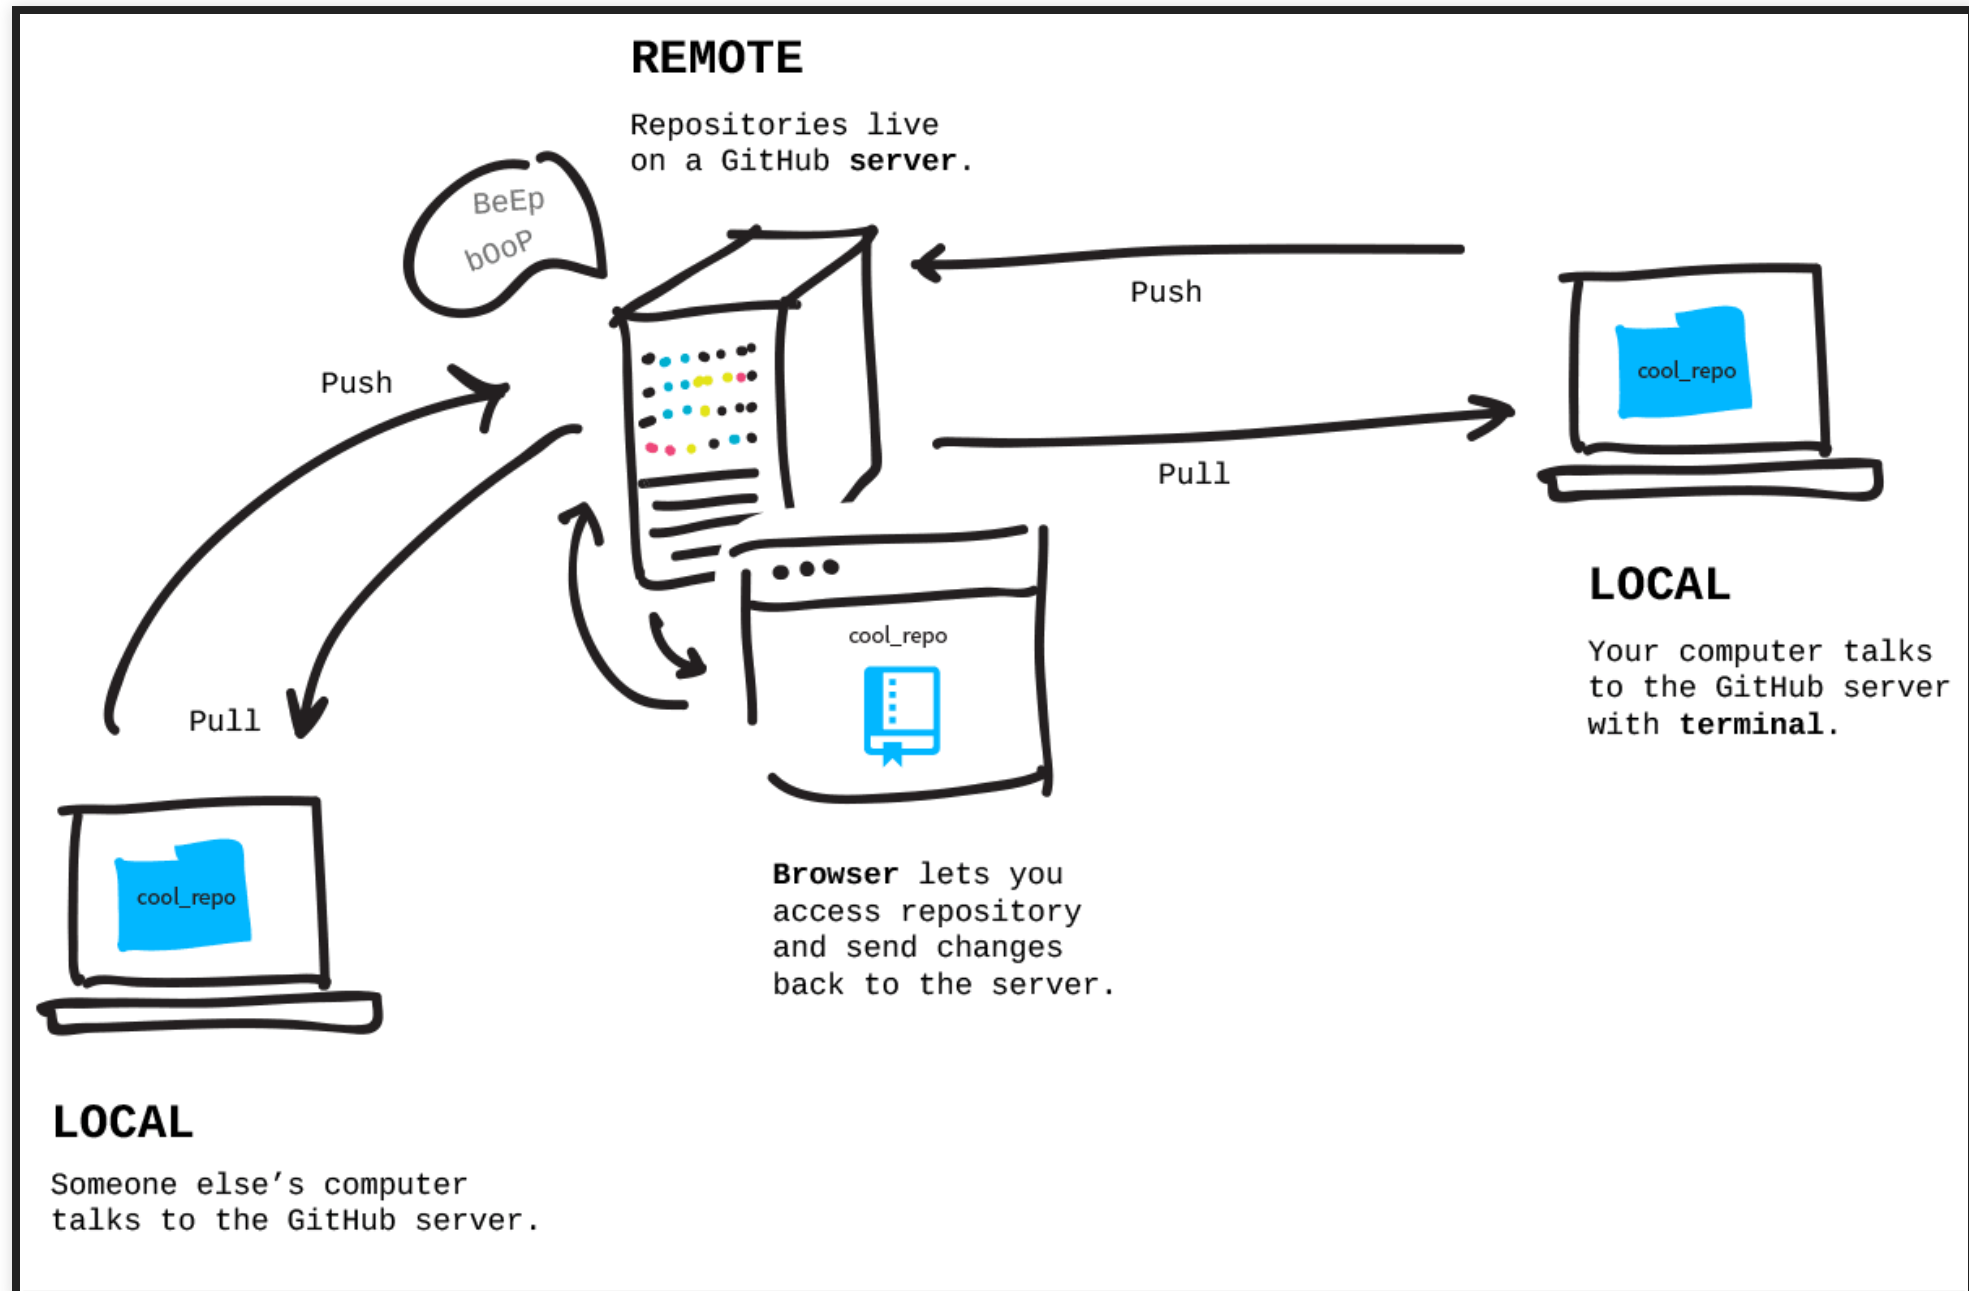 REMOTE
Repositories live
on a GitHub server.
BeEp
bOoP
Push
Push
Pull
Pull
cool_repo
LOCAL
Your computer talks
to the GitHub server
with terminal.
cool_repo
Browser lets you
access repository
and send changes
back to the server.
cool_repo
LOCAL
Someone else’s computer
talks to the GitHub server.